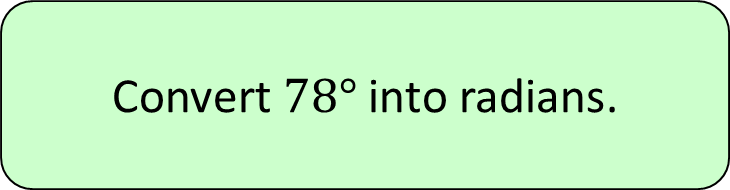 Convert 78° into radians.